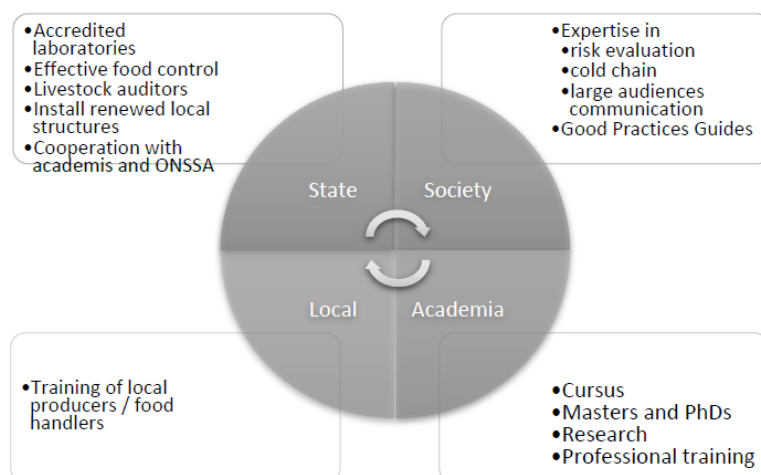 •Accredited
laboratories
•Effective food control
•Livestock auditors
•Install renewed local
structures
•Cooperation with
academis and ONSSA
•Expertise in
•risk evaluation
•cold chain
•large audiences
communication
•Good Practices Guides
State
Society
Local
Academia
•Training of local
producers / food
handlers
•Cursus
•Masters and PhDs
•Research
•Professional training